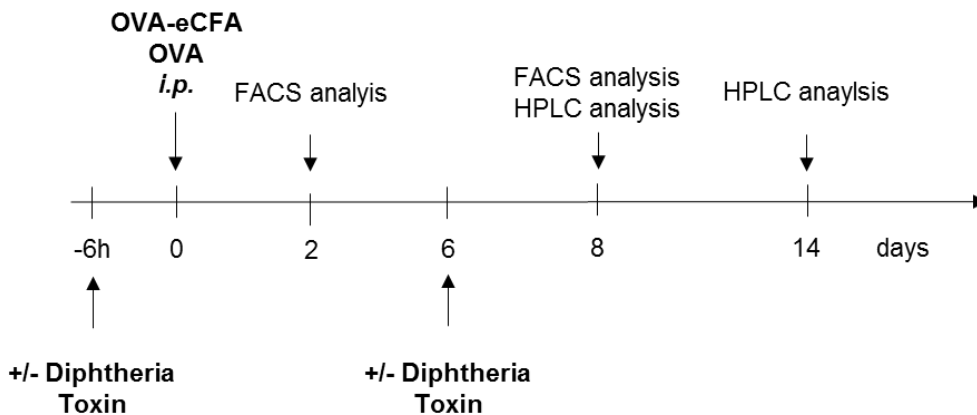 OVA-eCFA
OVA
i.p.
FACS analyis
FACS analysis
HPLC analysis
HPLC anaylsis
-6h 0 2 6 8 14 days
+/- Diphtheria
Toxin
+/- Diphtheria
Toxin